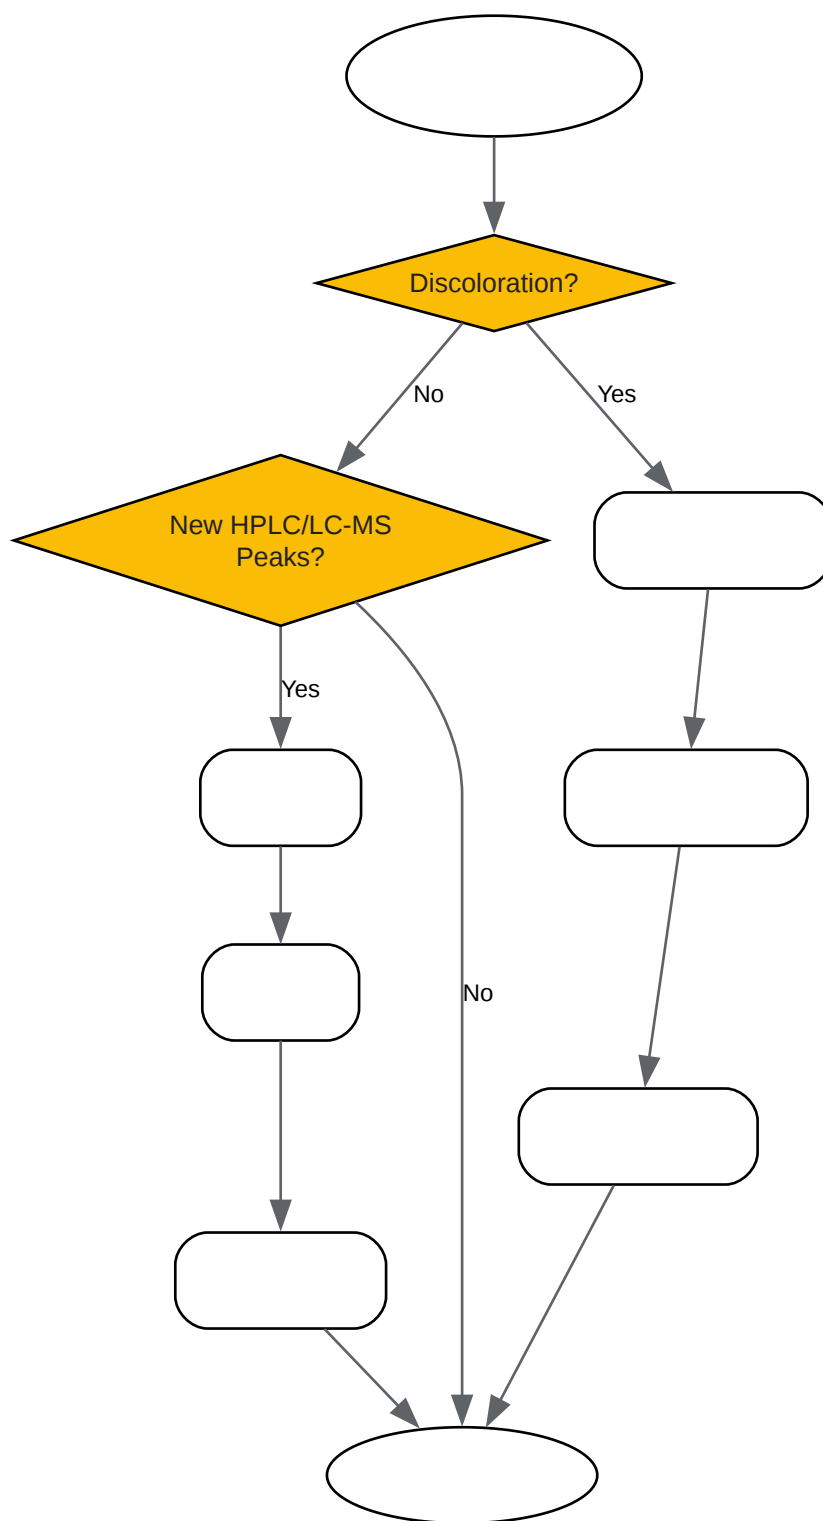 Discoloration?
No
Yes
New HPLC/LC-MS
Peaks?
Yes
No